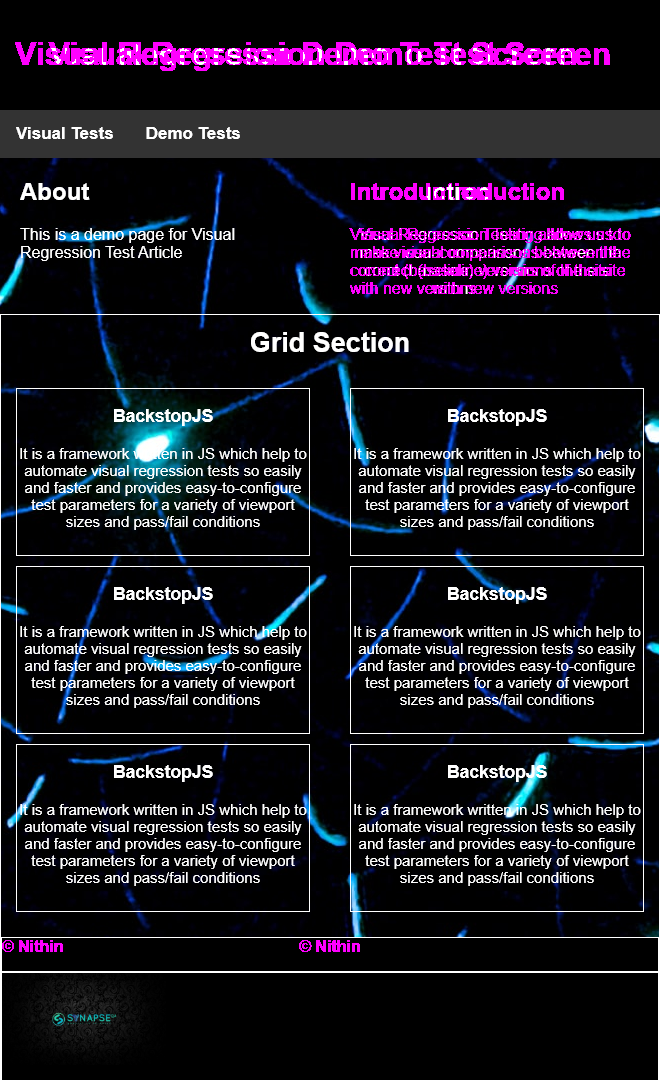 Visual Regression Demo Test Screen
Visual Tests Demo Tests
About
This is a demo page for Visual
Regression Test Article
Introduction
Visual Regression Testing allows us to
make visual comparisons between the
correct (baseline) versions of the site
with new versions
Grid Section
BackstopJS
It is a framework written in JS which help to
automate visual regression tests so easily
and faster and provides easy-to-configure
test parameters for a variety of viewport
sizes and pass/fail conditions
BackstopJS
It is a framework written in JS which help to
automate visual regression tests so easily
and faster and provides easy-to-configure
test parameters for a variety of viewport
sizes and pass/fail conditions
BackstopJS
It is a framework written in JS which help to
automate visual regression tests so easily
and faster and provides easy-to-configure
test parameters for a variety of viewport
sizes and pass/fail conditions
BackstopJS
It is a framework written in JS which help to
automate visual regression tests so easily
and faster and provides easy-to-configure
test parameters for a variety of viewport
sizes and pass/fail conditions
BackstopJS
It is a framework written in JS which help to
automate visual regression tests so easily
and faster and provides easy-to-configure
test parameters for a variety of viewport
sizes and pass/fail conditions
BackstopJS
It is a framework written in JS which help to
automate visual regression tests so easily
and faster and provides easy-to-configure
test parameters for a variety of viewport
sizes and pass/fail conditions
© Nithin © Nithin
SYNAPSE